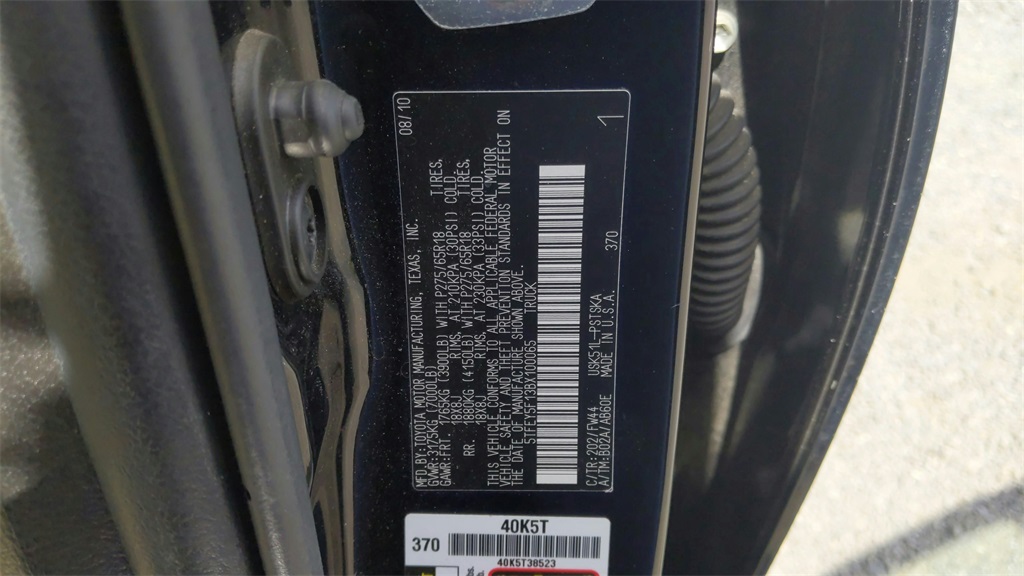 MFD.BY:TOYOTA MOTOR MANUFACTURING, TEXAS, INC. 08/10
GVWR:3175KG (7000LB)
GAWR:FRT. 1765KG (3900LB) WITH P275/65R18 TIRES.
18X8J RIMS, AT 210KPA (30PSI) COLD.
RR. 1880KG (4150LB) WITH P275/65R18 TIRES.
18X8J RIMS, AT 230KPA (33PSI) COLD.
THIS VEHICLE CONFORMS TO ALL APPLICABLE FEDERAL MOTOR
VEHICLE SAFETY AND THEFT PREVENTION STANDARDS IN EFFECT ON
THE DATE OF MANUFACTURE SHOWN ABOVE.
TRUCK
C/TR:202/FW44 USK51L-PSTSKA 370
A/TM:B02A/AB60E MADE IN U.S.A.
1
40K5T
370
40K5T38523